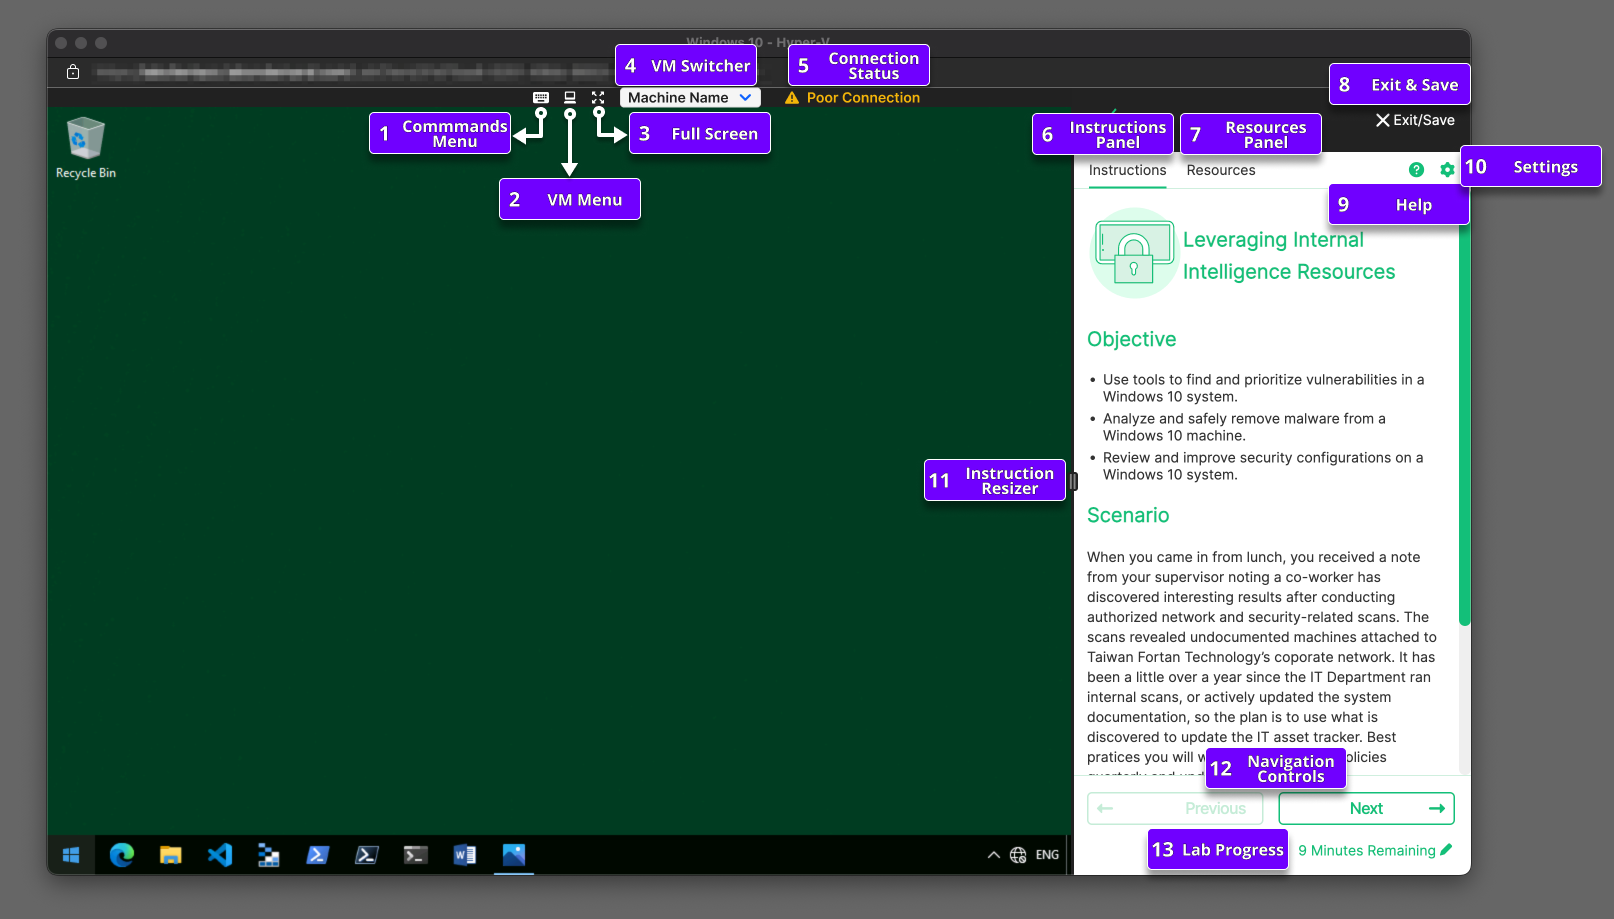 Windows 10 - Hyper-V
4 VM Switcher
5 Connection
Status
8 Exit & Save
Machine Name
Poor Connection
1 Commmands
Menu
3 Full Screen
6 Instructions
Panel
7 Resources
Panel
Exit/Save
Recycle Bin
2 VM Menu
Instructions
Resources
?
10 Settings
9 Help
Leveraging Internal
Intelligence Resources
Objective
• Use tools to find and prioritize vulnerabilities in a
Windows 10 system.
• Analyze and safely remove malware from a
Windows 10 machine.
• Review and improve security configurations on a
Windows 10 system.
11 Instruction
Resizer
Scenario
When you came in from lunch, you received a note
from your supervisor noting a co-worker has
discovered interesting results after conducting
authorized network and security-related scans. The
scans revealed undocumented machines attached to
Taiwan Fortan Technology’s coporate network. It has
been a little over a year since the IT Department ran
internal scans, or actively updated the system
documentation, so the plan is to use what is
discovered to update the IT asset tracker. Best
pratices you will
12 Navigation
Controls
Previous
Next
13 Lab Progress
9 Minutes Remaining
ENG